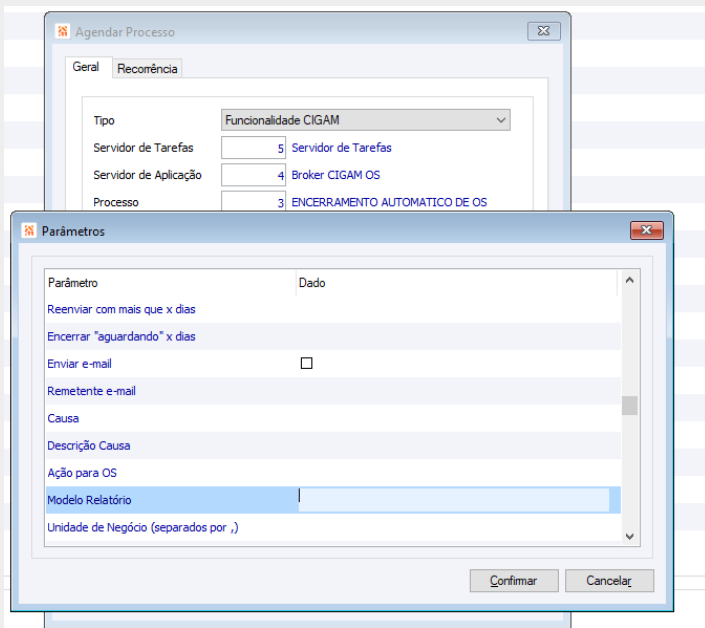 Agendar Processo
Geral Recorrência
Tipo Funcionalidade CIGAM
Servidor de Tarefas 5 Servidor de Tarefas
Servidor de Aplicação 4 Broker CIGAM OS
Processo 3 ENCERRAMENTO AUTOMATICO DE OS
Parâmetros
Parâmetro Dado
Reenviar com mais que x dias
Encerrar "aguardando" x dias
Enviar e-mail
Remetente e-mail
Causa
Descrição Causa
Ação para OS
Modelo Relatório
Unidade de Negócio (separados por ,)
Confirmar Cancelar